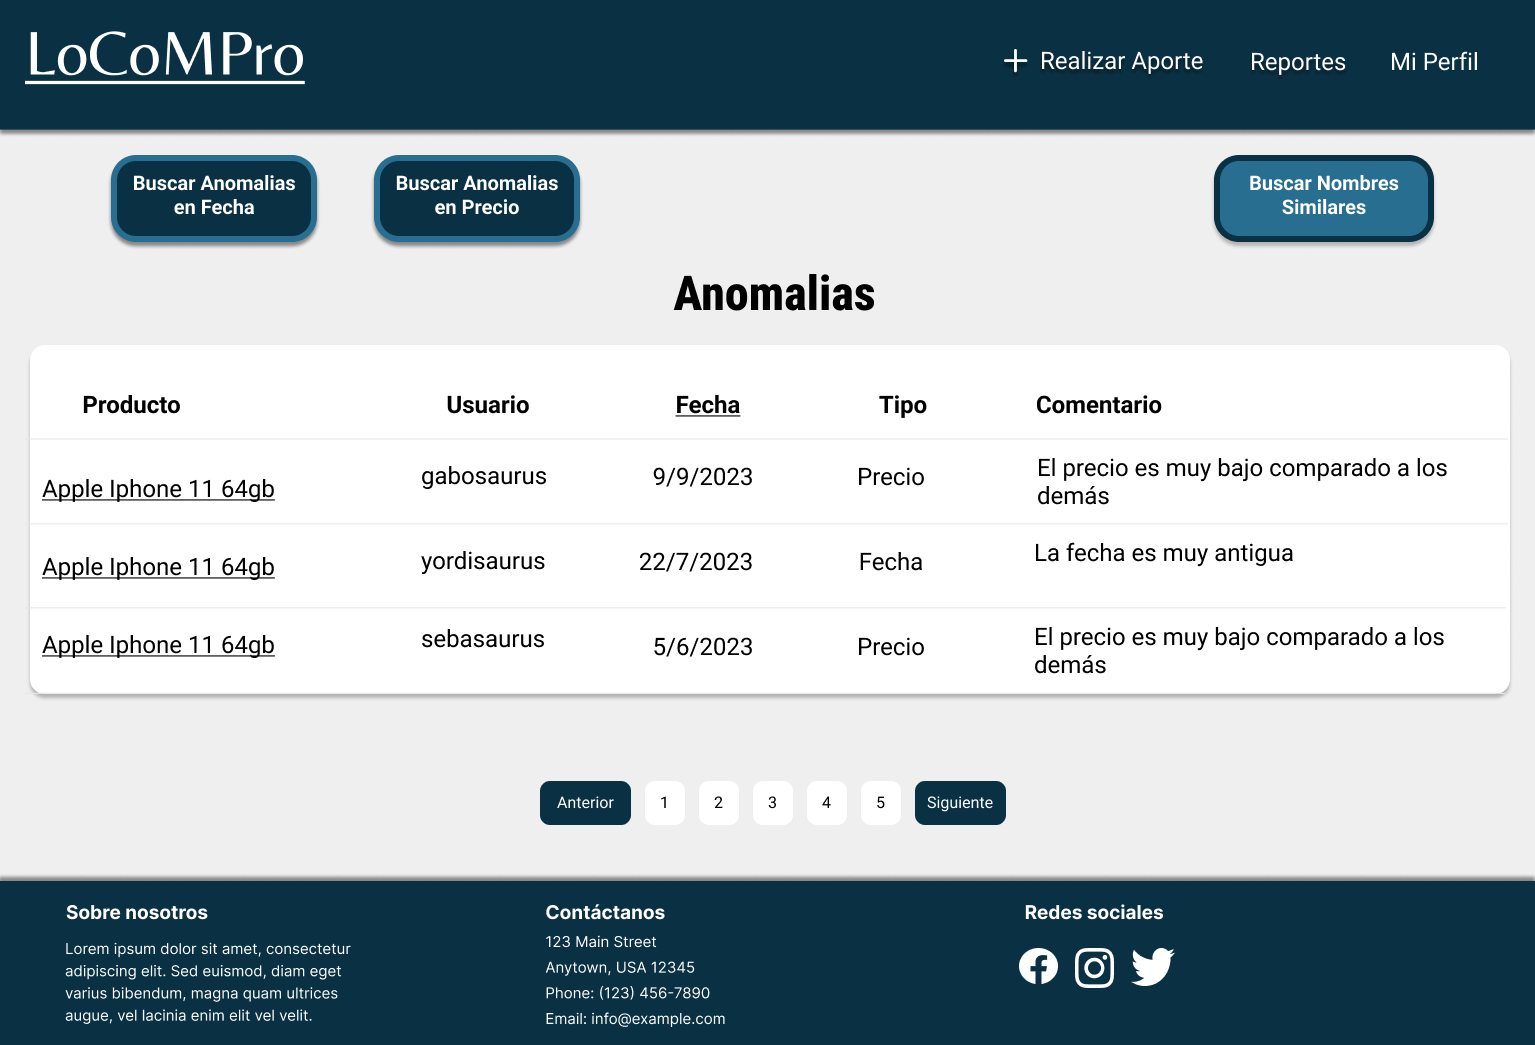 LoCoMPro
Realizar Aporte
Reportes
Mi Perfil
Buscar Anomalias
en Fecha
Buscar Anomalias
en Precio
Buscar Nombres
Similares
Anomalias
Producto
Usuario
Fecha
Tipo
Comentario
Apple Iphone 11 64gb
gabosaurus
9/9/2023
Precio
El precio es muy bajo comparado a los
demás
Apple Iphone 11 64gb
yordisaurus
22/7/2023
Fecha
La fecha es muy antigua
Apple Iphone 11 64gb
sebasaurus
5/6/2023
Precio
El precio es muy bajo comparado a los
demás
Anterior
1
2
3
4
5
Siguiente
Sobre nosotros
Lorem ipsum dolor sit amet, consectetur
adipiscing elit. Sed euismod, diam eget
varius bibendum, magna quam ultrices
augue, vel lacinia enim elit vel velit.
Contáctanos
123 Main Street
Anytown, USA 12345
Phone: (123) 456-7890
Email: info@example.com
Redes sociales